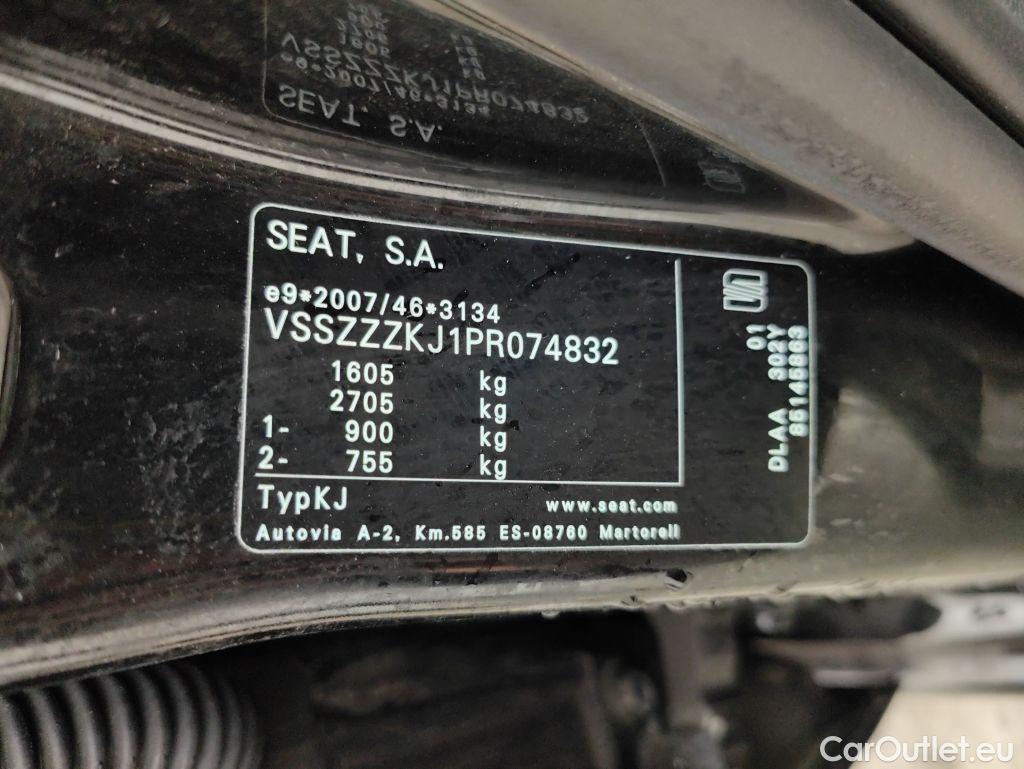 SEAT, S.A.
e9*2007/46*3134
VSSZZZKJ1PR074832
1605 kg
2705 kg
1- 900 kg
2- 755 kg
TypKJ
www.seat.com
Autovia A-2, Km.585 ES-08760 Martorell
01
DLAA 302Y
85145863
CarOutlet.eu